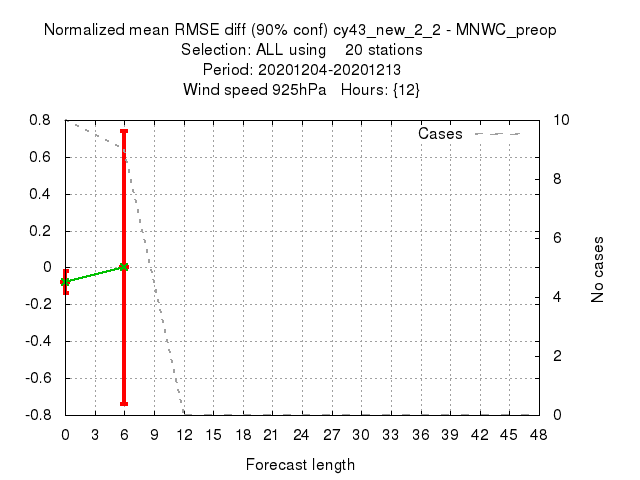 Normalized mean RMSE diff (90% conf) cy43_new_2_2 - MNWC_preop
Selection: ALL using 20 stations
Period: 20201204-20201213
Wind speed 925hPa Hours: {12}
Cases
0.8
0.6
0.4
0.2
0
-0.2
-0.4
-0.6
-0.8
10
8
6
4
2
0
No cases
0 3 6 9 12 15 18 21 24 27 30 33 36 39 42 45 48
Forecast length